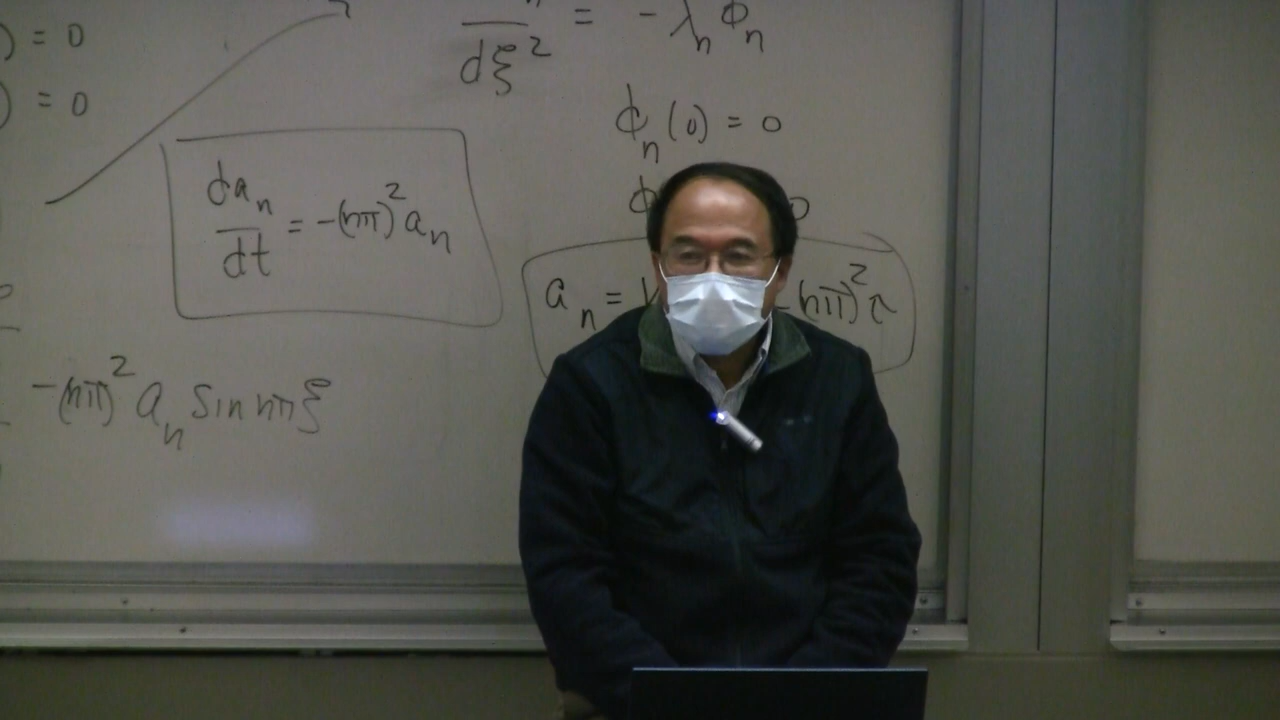 ) = 0
) = 0
dξ² = -λn Φn
ϕn(0) = 0
ϕ 0
dan/dt = -(nπ)² an
an = (nπ)² τ
-(nπ)² an Sin nπξ